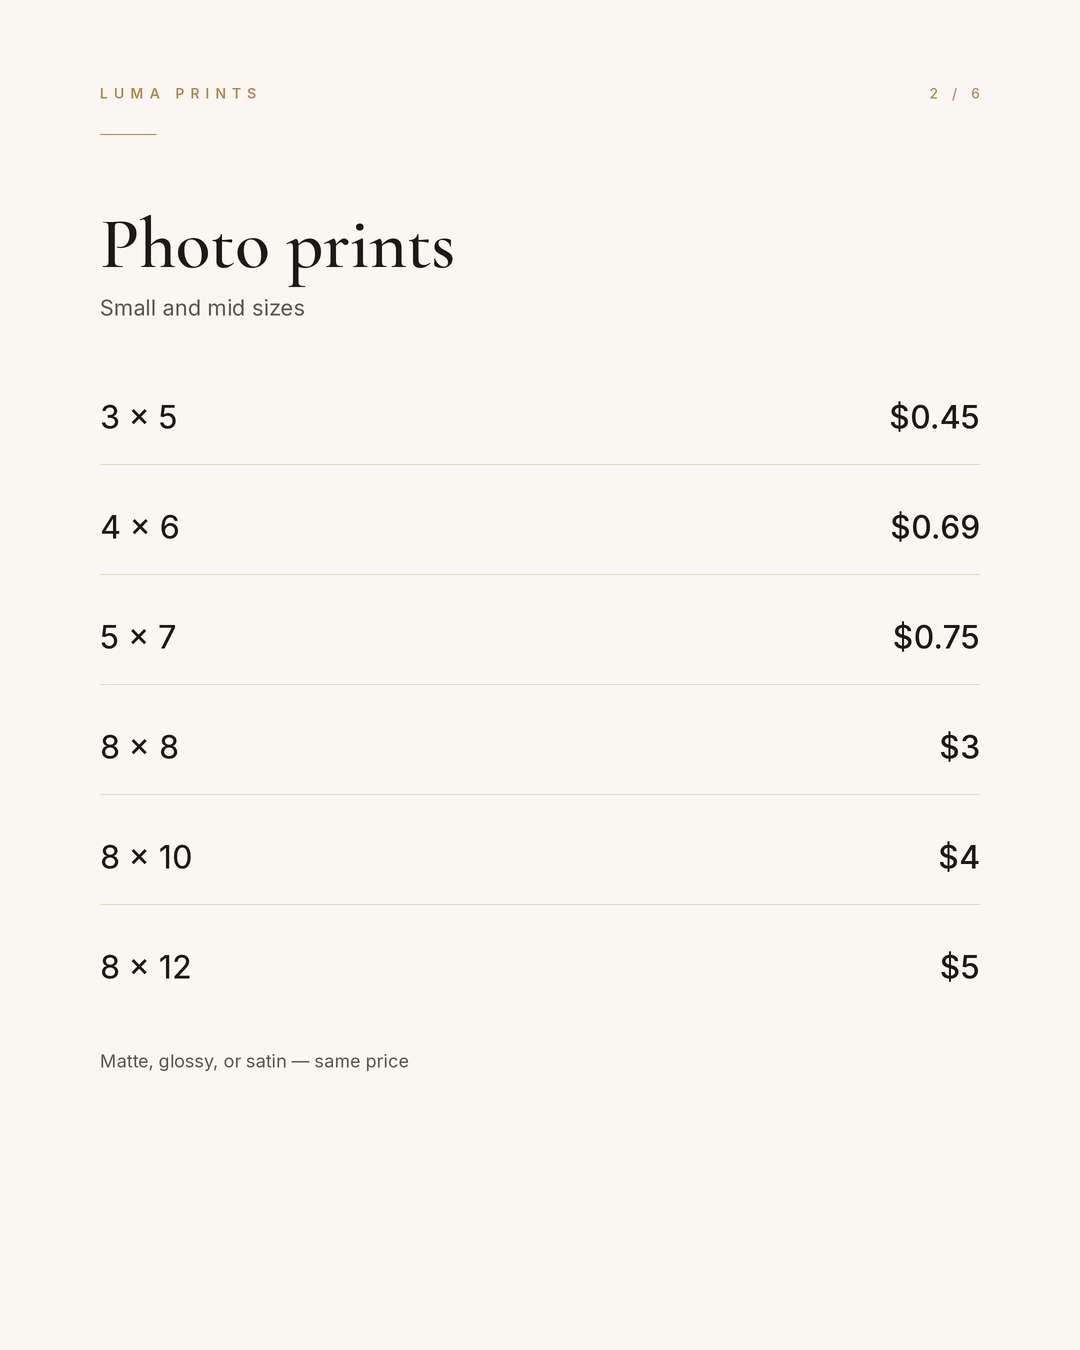 LUMA PRINTS 2 / 6
Photo prints
Small and mid sizes
3 × 5 $0.45
4 × 6 $0.69
5 × 7 $0.75
8 × 8 $3
8 × 10 $4
8 × 12 $5
Matte, glossy, or satin — same price